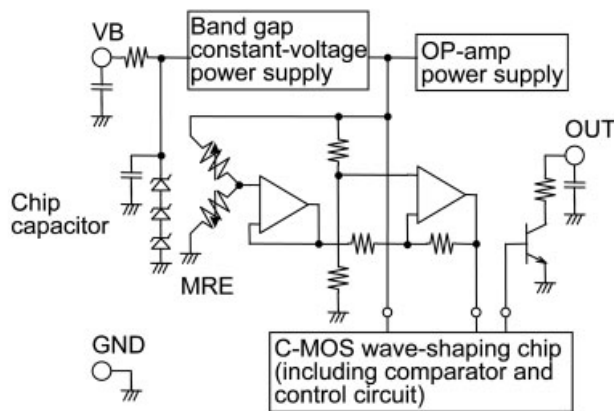 VB
Band gap
constant-voltage
power supply
OP-amp
power supply
OUT
Chip
capacitor
MRE
GND
C-MOS wave-shaping chip
(including comparator and
control circuit)